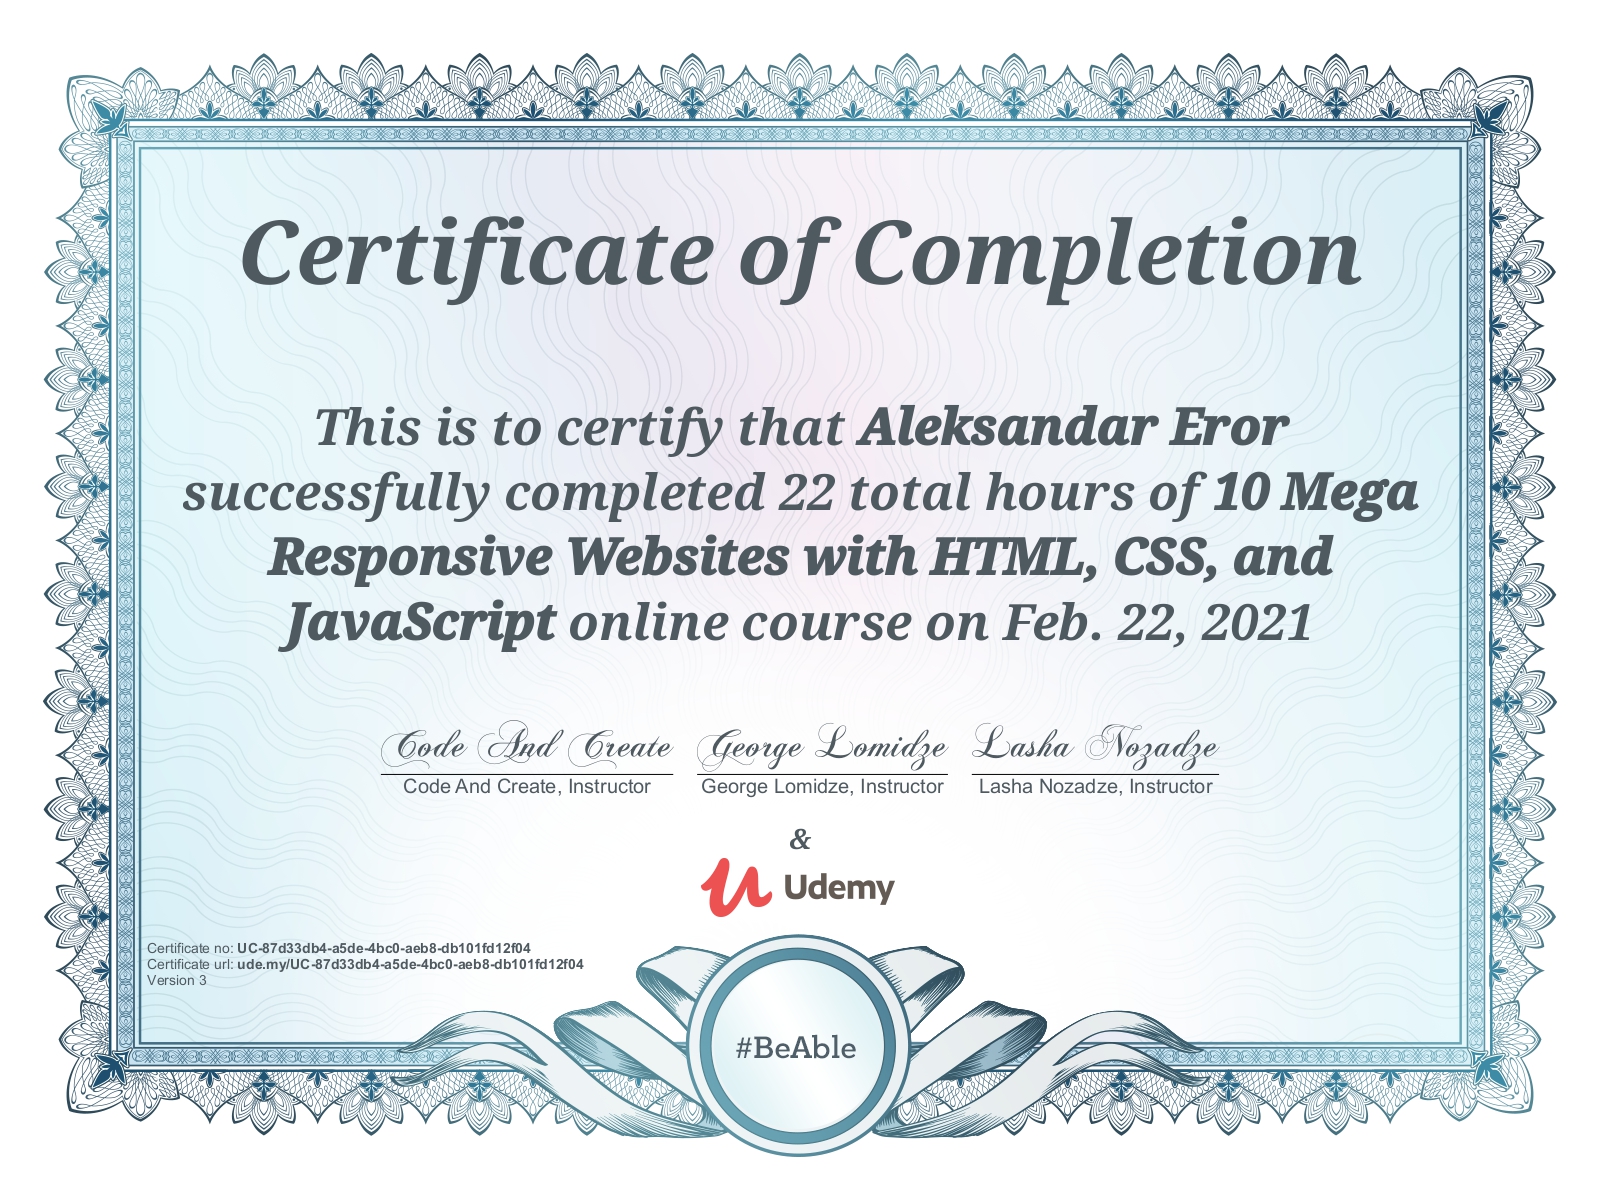 Certificate of Completion
This is to certify that Aleksandar Eror
successfully completed 22 total hours of 10 Mega
Responsive Websites with HTML, CSS, and
JavaScript online course on Feb. 22, 2021
Code And Create George Lomidze Lasha Nozadze
Code And Create, Instructor George Lomidze, Instructor Lasha Nozadze, Instructor
&
Udemy
Certificate no: UC-87d33db4-a5de-4bc0-aeb8-db101fd12f04
Certificate url: ude.my/UC-87d33db4-a5de-4bc0-aeb8-db101fd12f04
Version 3
#BeAble